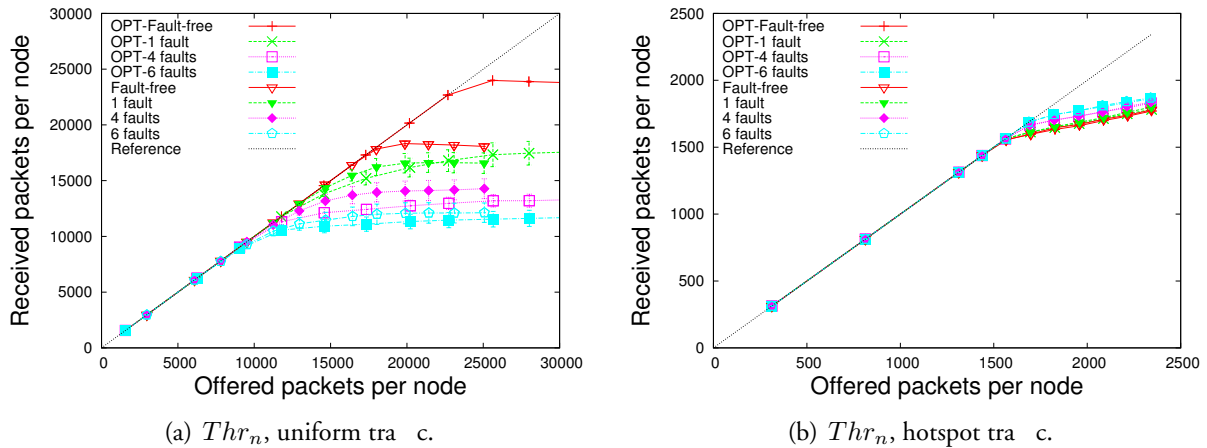 OPT-Fault-free
OPT-1 fault
OPT-4 faults
OPT-6 faults
Fault-free
1 fault
4 faults
6 faults
Reference
30000
25000
20000
15000
10000
5000
0
0 5000 10000 15000 20000 25000 30000
Received packets per node
Offered packets per node
(a) Thrₙ, uniform tra c.
OPT-Fault-free
OPT-1 fault
OPT-4 faults
OPT-6 faults
Fault-free
1 fault
4 faults
6 faults
Reference
2500
2000
1500
1000
500
0
0 500 1000 1500 2000 2500
Received packets per node
Offered packets per node
(b) Thrₙ, hotspot tra c.